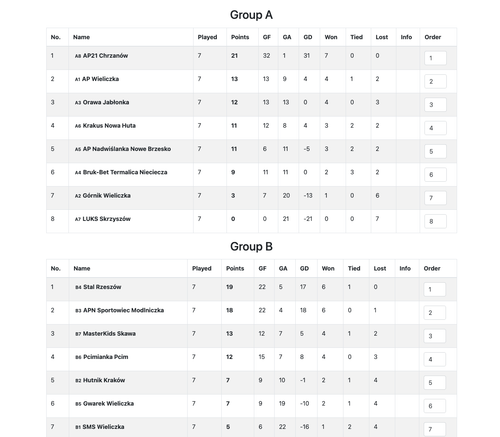 Group A
No. Name Played Points GF GA GD Won Tied Lost Info Order
1 A8 AP21 Chrzanów 7 21 32 1 31 7 0 0 1
2 A1 AP Wieliczka 7 13 13 9 4 4 1 2 2
3 A3 Orawa Jabłonka 7 12 13 13 0 4 0 3 3
4 A6 Krakus Nowa Huta 7 11 12 8 4 3 2 2 4
5 A5 AP Nadwiślanka Nowe Brzesko 7 11 6 11 -5 3 2 2 5
6 A4 Bruk-Bet Termalica Nieciecza 7 9 11 11 0 2 3 2 6
7 A2 Górnik Wieliczka 7 3 7 20 -13 1 0 6 7
8 A7 LUKS Skrzyszów 7 0 0 21 -21 0 0 7 8
Group B
No. Name Played Points GF GA GD Won Tied Lost Info Order
1 B4 Stal Rzeszów 7 19 22 5 17 6 1 0 1
2 B3 APN Sportowiec Modlniczka 7 18 22 4 18 6 0 1 2
3 B7 MasterKids Skawa 7 13 12 7 5 4 1 2 3
4 B6 Pcimianka Pcim 7 12 15 7 8 4 0 3 4
5 B2 Hutnik Kraków 7 7 9 10 -1 2 1 4 5
6 B5 Gwarek Wieliczka 7 7 9 19 -10 2 1 4 6
7 B1 SMS Wieliczka 7 5 6 22 -16 1 2 4 7